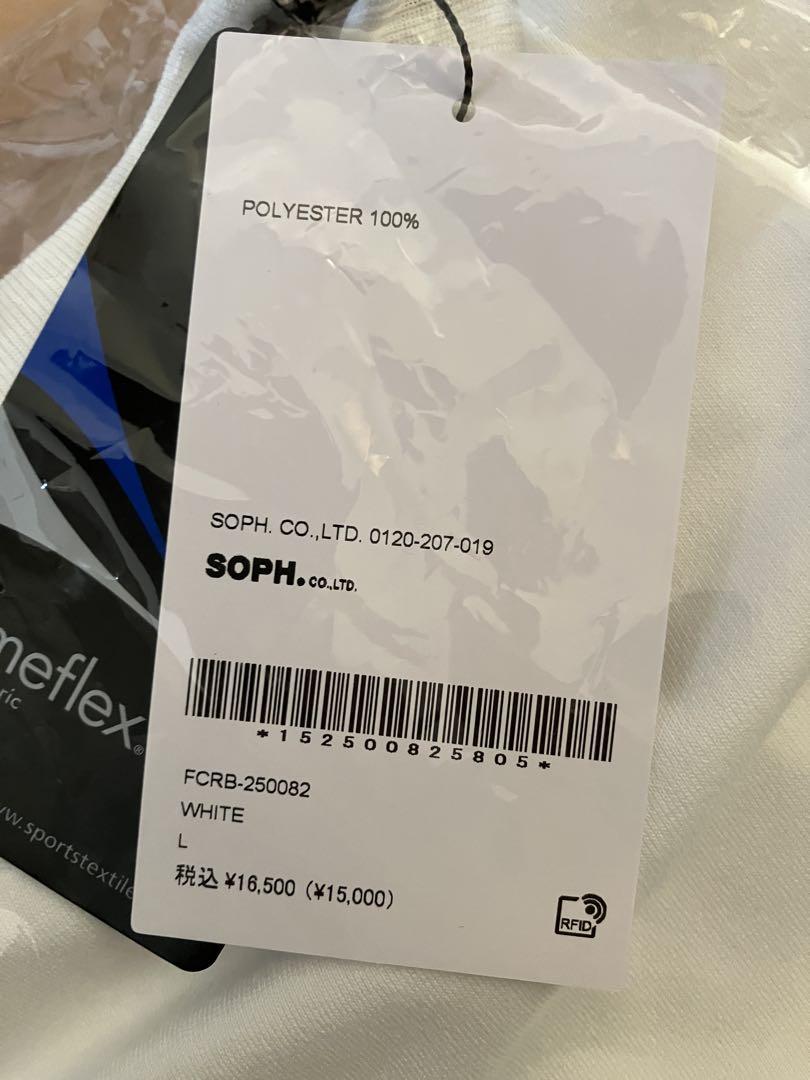 POLYESTER 100%
SOPH. CO.,LTD. 0120-207-019
SOPH. CO.,LTD.
*152500825805*
FCRB-250082
WHITE
L
税込 ¥16,500 (¥15,000)
RFID
meflex®
ric
w.sportstextile